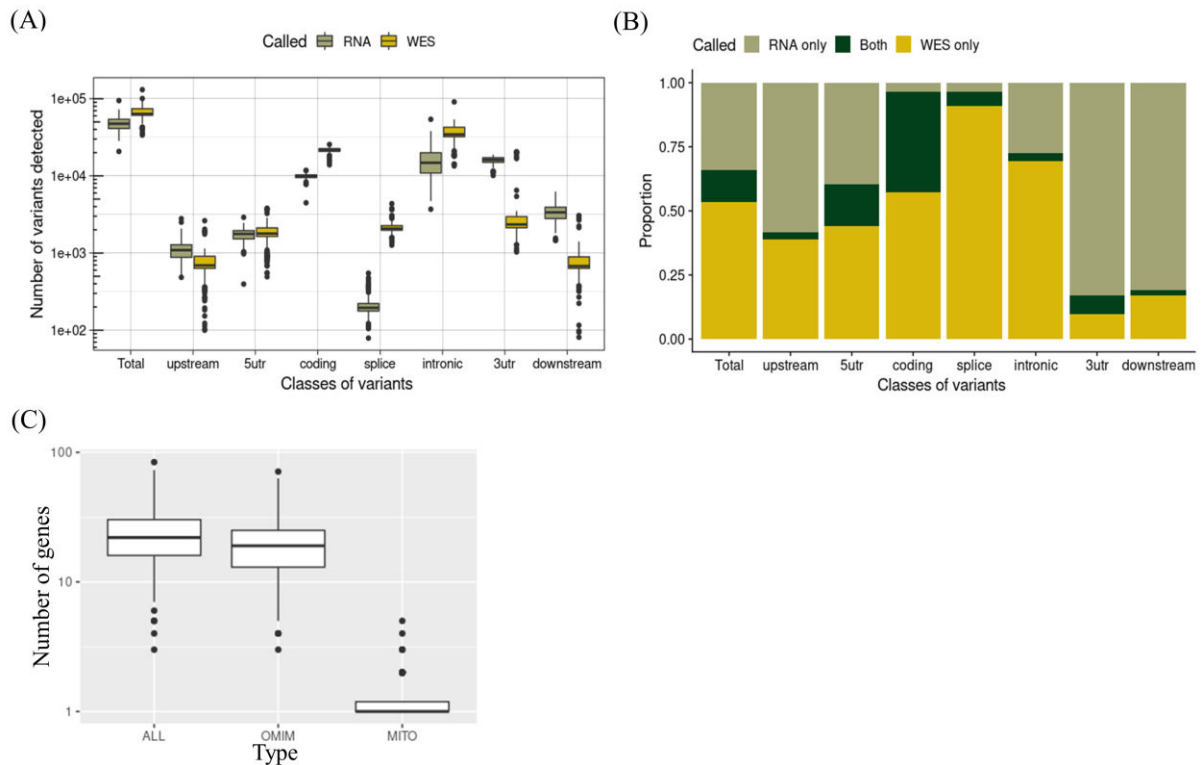 (A)
Called RNA WES
Number of variants detected
1e+05
1e+04
1e+03
1e+02
Total upstream 5utr coding splice intronic 3utr downstream
Classes of variants
(B)
Called RNA only Both WES only
Proportion
1.00
0.75
0.50
0.25
0.00
Total upstream 5utr coding splice intronic 3utr downstream
Classes of variants
(C)
Number of genes
100
10
1
ALL OMIM MITO
Type